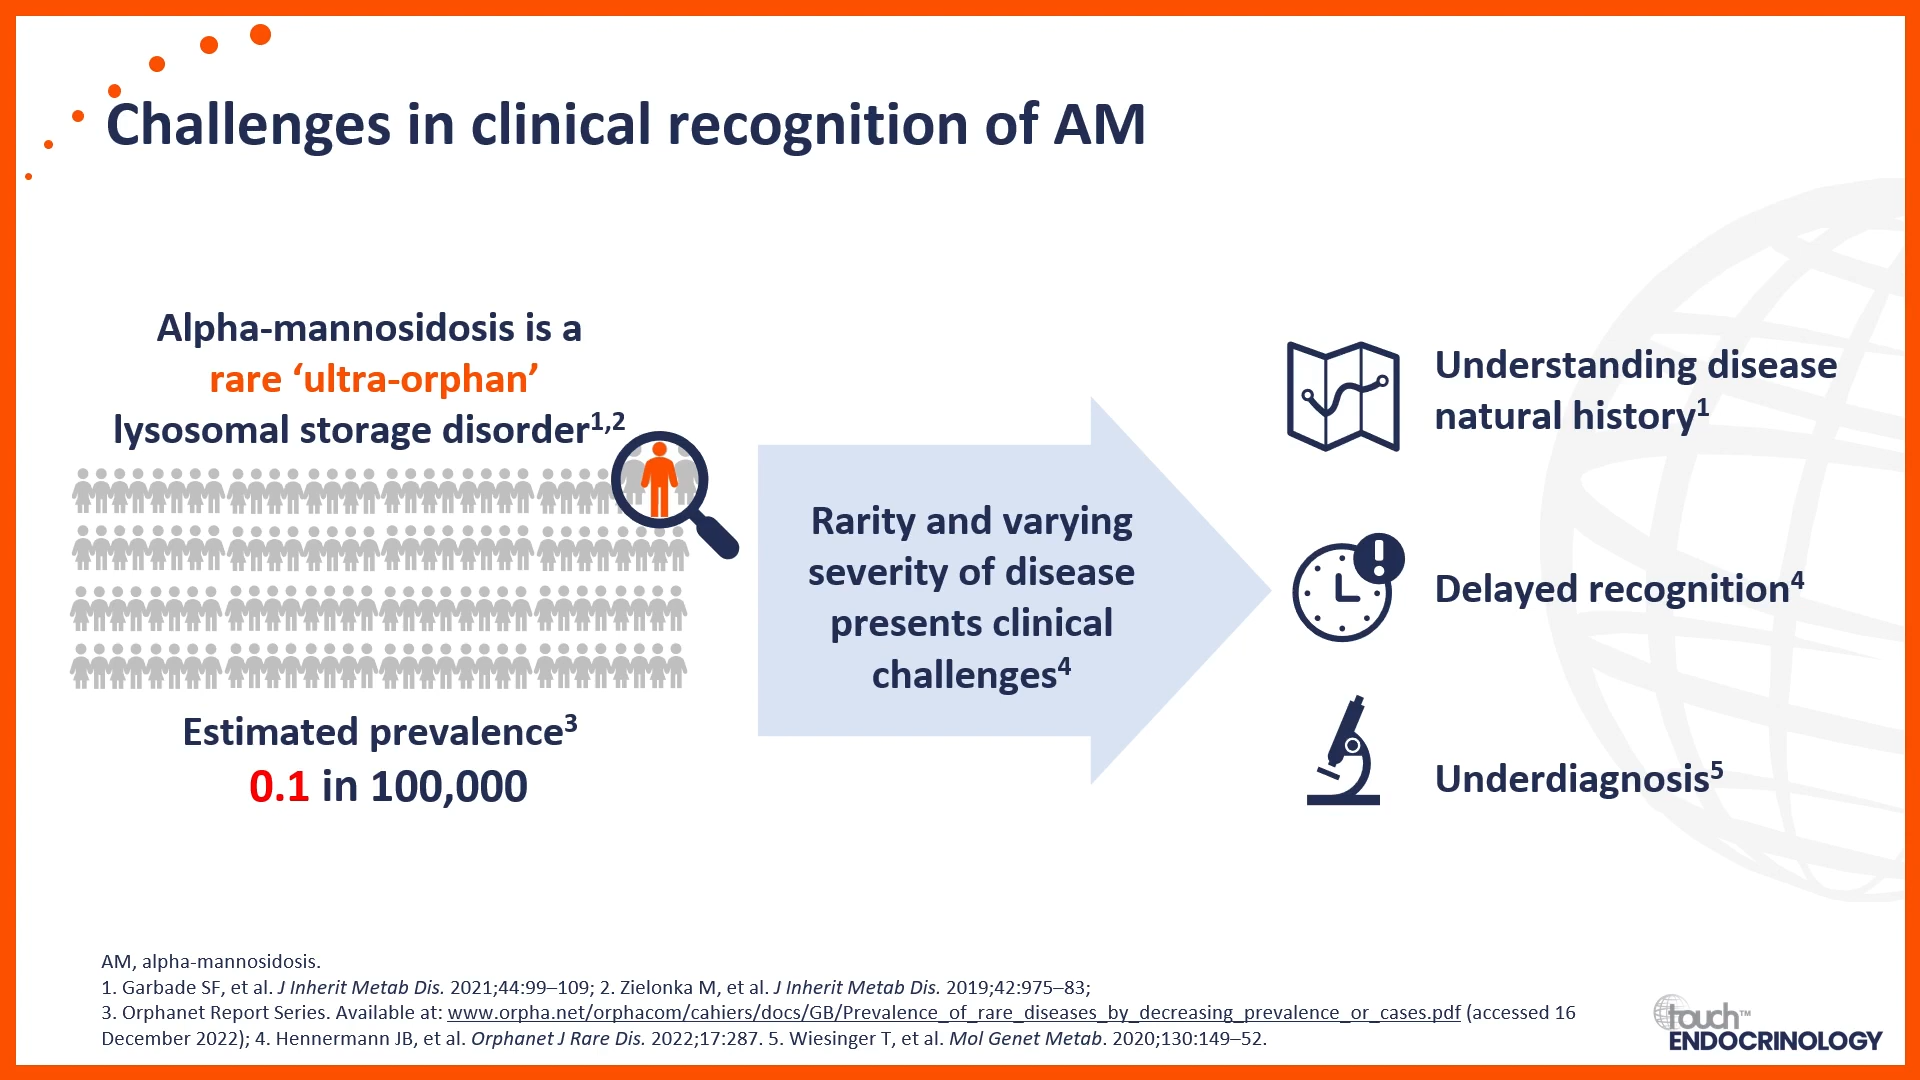 Challenges in clinical recognition of AM
Alpha-mannosidosis is a
rare ‘ultra-orphan’
lysosomal storage disorder1,2
Estimated prevalence3
0.1 in 100,000
Rarity and varying
severity of disease
presents clinical
challenges4
Understanding disease
natural history1
Delayed recognition4
Underdiagnosis5
AM, alpha-mannosidosis.
1. Garbade SF, et al. J Inherit Metab Dis. 2021;44:99–109; 2. Zielonka M, et al. J Inherit Metab Dis. 2019;42:975–83;
3. Orphanet Report Series. Available at: www.orpha.net/orphacom/cahiers/docs/GB/Prevalence_of_rare_diseases_by_decreasing_prevalence_or_cases.pdf (accessed 16
December 2022); 4. Hennermann JB, et al. Orphanet J Rare Dis. 2022;17:287. 5. Wiesinger T, et al. Mol Genet Metab. 2020;130:149–52.
touch™
ENDOCRINOLOGY